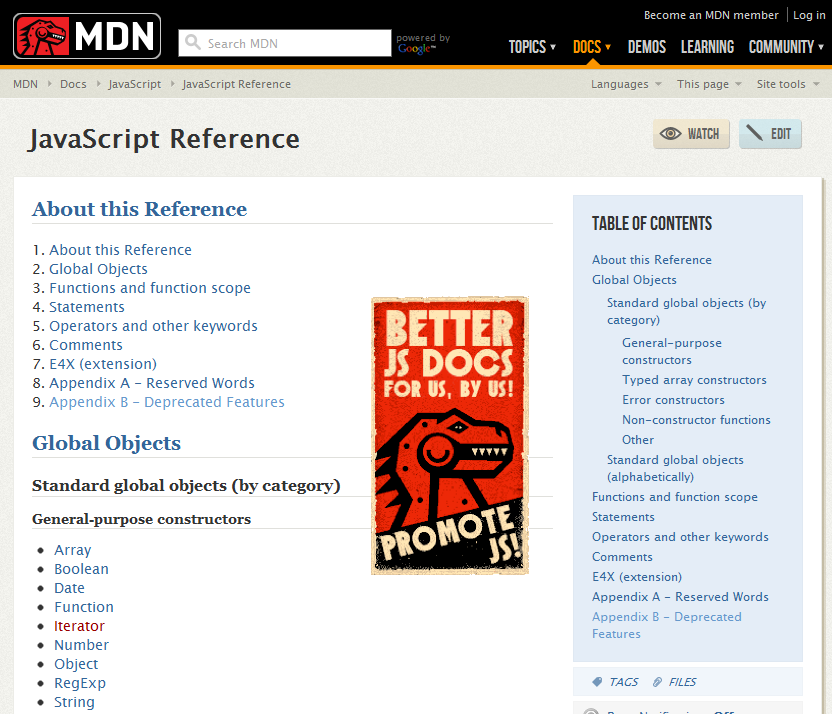 Become an MDN member
Log in
MDN
Search MDN
powered by
Google™
TOPICS
DOCS
DEMOS
LEARNING
COMMUNITY
MDN
Docs
JavaScript
JavaScript Reference
Languages
This page
Site tools
JavaScript Reference
WATCH
EDIT
About this Reference
1. About this Reference
2. Global Objects
3. Functions and function scope
4. Statements
5. Operators and other keywords
6. Comments
7. E4X (extension)
8. Appendix A – Reserved Words
9. Appendix B – Deprecated Features
BETTER
JS DOCS
FOR US, BY US!
PROMOTE
JS!
Global Objects
Standard global objects (by category)
General-purpose constructors
Array
Boolean
Date
Function
Iterator
Number
Object
RegExp
String
TABLE OF CONTENTS
About this Reference
Global Objects
Standard global objects (by
category)
General-purpose
constructors
Typed array constructors
Error constructors
Non-constructor functions
Other
Standard global objects
(alphabetically)
Functions and function scope
Statements
Operators and other keywords
Comments
E4X (extension)
Appendix A – Reserved Words
Appendix B – Deprecated
Features
TAGS
FILES